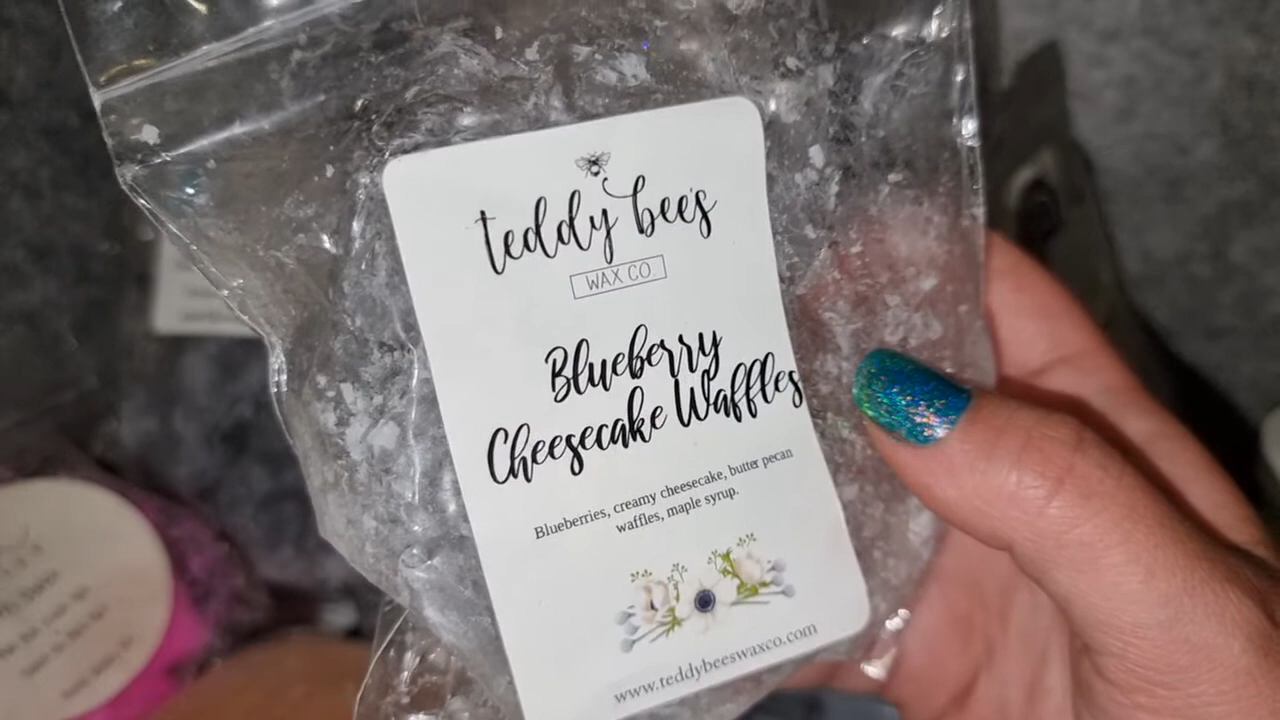 teddy bee's
WAX CO.
Blueberry
Cheesecake Waffles
Blueberries, creamy cheesecake, butter pecan
waffles, maple syrup.
www.teddybeeswaxco.com